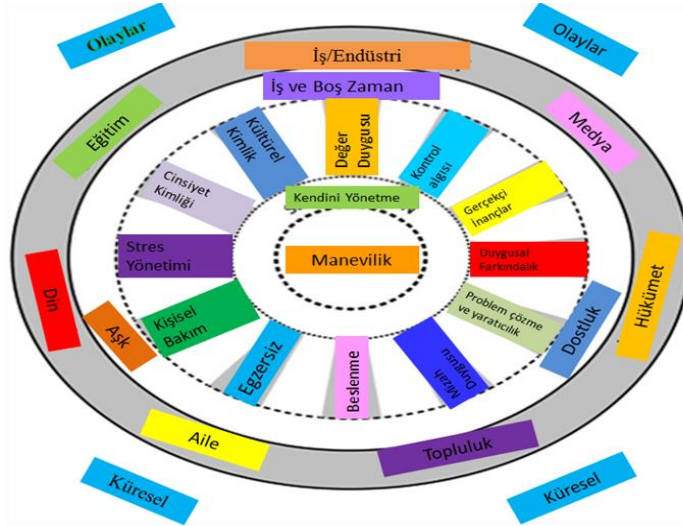 Olaylar
Olaylar
İş/Endüstri
İş ve Boş Zaman
Eğitim
Medya
Kültürel
Kimlik
Değer
Duygusu
Kontrol
algısı
Cinsiyet
Kimliği
Kendini Yönetme
Gerçekçi
İnançlar
Stres
Yönetimi
Manevilik
Duygusal
Farkındalık
Din
Hükümet
Aşk
Kişisel
Bakım
Problem çözme
ve yaratıcılık
Dostluk
Egzersiz
Beslenme
Mizah
Duygusu
Aile
Topluluk
Küresel
Küresel